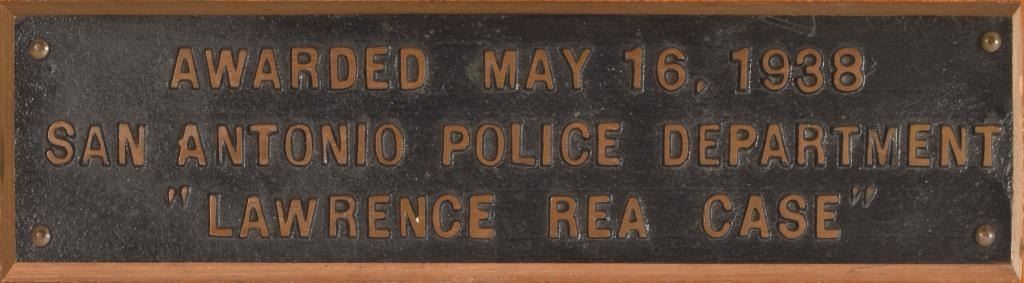 AWARDED MAY 16, 1938
SAN ANTONIO POLICE DEPARTMENT
"LAWRENCE REA CASE"